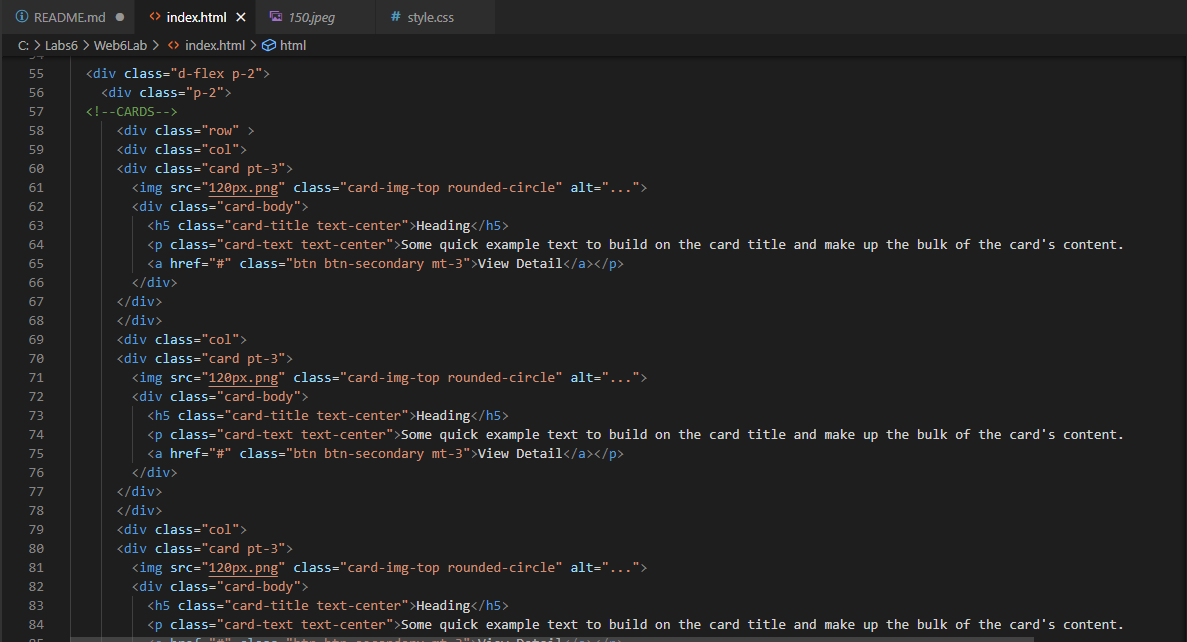 README.md ● index.html × 150.jpeg style.css
C: > Labs6 > Web6Lab > index.html > html
55 <div class="d-flex p-2">
56 <div class="p-2">
57 <!--CARDS-->
58 <div class="row" >
59 <div class="col">
60 <div class="card pt-3">
61 <img src="120px.png" class="card-img-top rounded-circle" alt="...">
62 <div class="card-body">
63 <h5 class="card-title text-center">Heading</h5>
64 <p class="card-text text-center">Some quick example text to build on the card title and make up the bulk of the card's content.
65 <a href="#" class="btn btn-secondary mt-3">View Detail</a></p>
66 </div>
67 </div>
68 </div>
69 <div class="col">
70 <div class="card pt-3">
71 <img src="120px.png" class="card-img-top rounded-circle" alt="...">
72 <div class="card-body">
73 <h5 class="card-title text-center">Heading</h5>
74 <p class="card-text text-center">Some quick example text to build on the card title and make up the bulk of the card's content.
75 <a href="#" class="btn btn-secondary mt-3">View Detail</a></p>
76 </div>
77 </div>
78 </div>
79 <div class="col">
80 <div class="card pt-3">
81 <img src="120px.png" class="card-img-top rounded-circle" alt="...">
82 <div class="card-body">
83 <h5 class="card-title text-center">Heading</h5>
84 <p class="card-text text-center">Some quick example text to build on the card title and make up the bulk of the card's content.